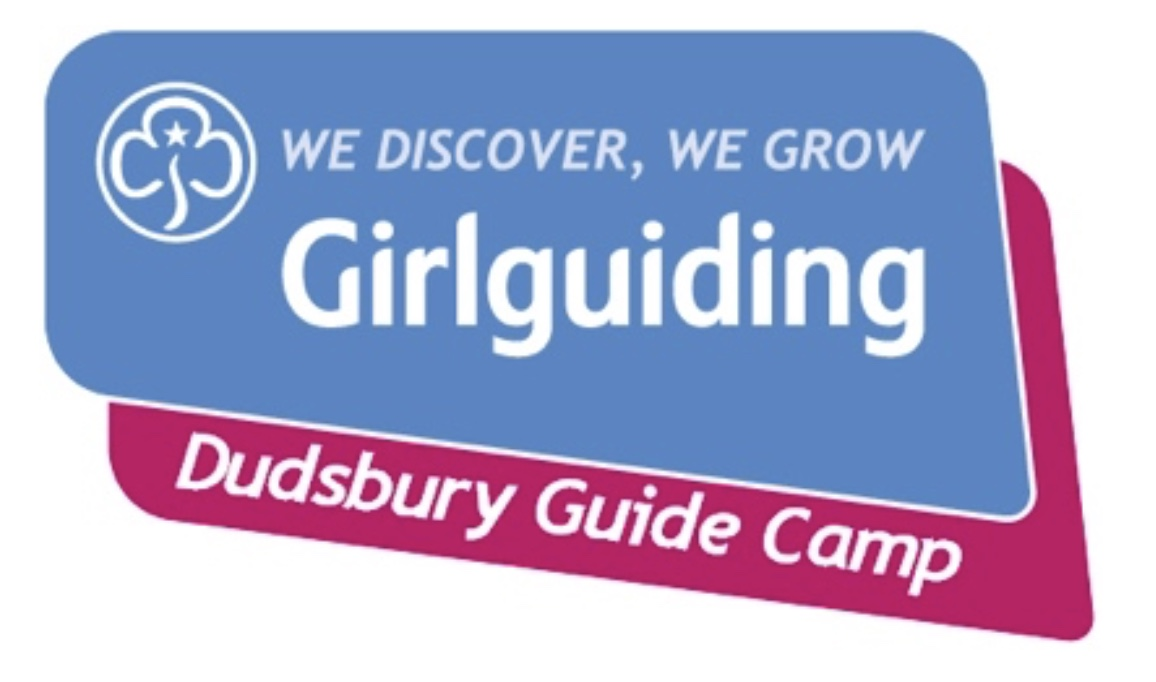 WE DISCOVER, WE GROW
Girlguiding
Dudsbury Guide Camp